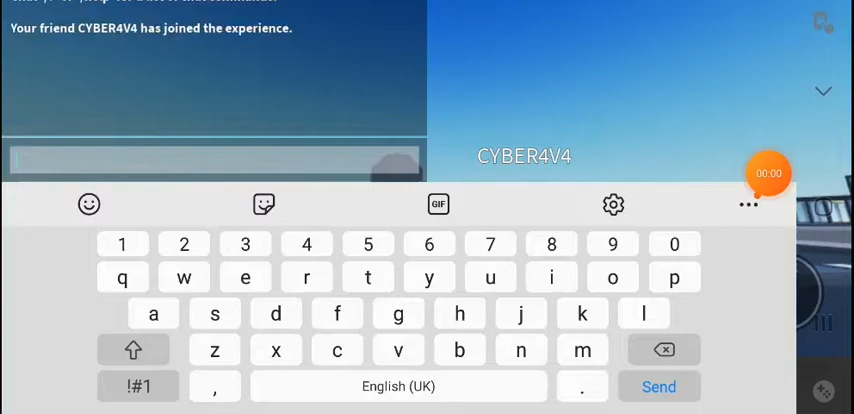 Your friend CYBER4V4 has joined the experience.
CYBER4V4
00:00
GIF
1 2 3 4 5 6 7 8 9 0
q w e r t y u i o p
a s d f g h j k l
z x c v b n m
!#1 , English (UK) . Send